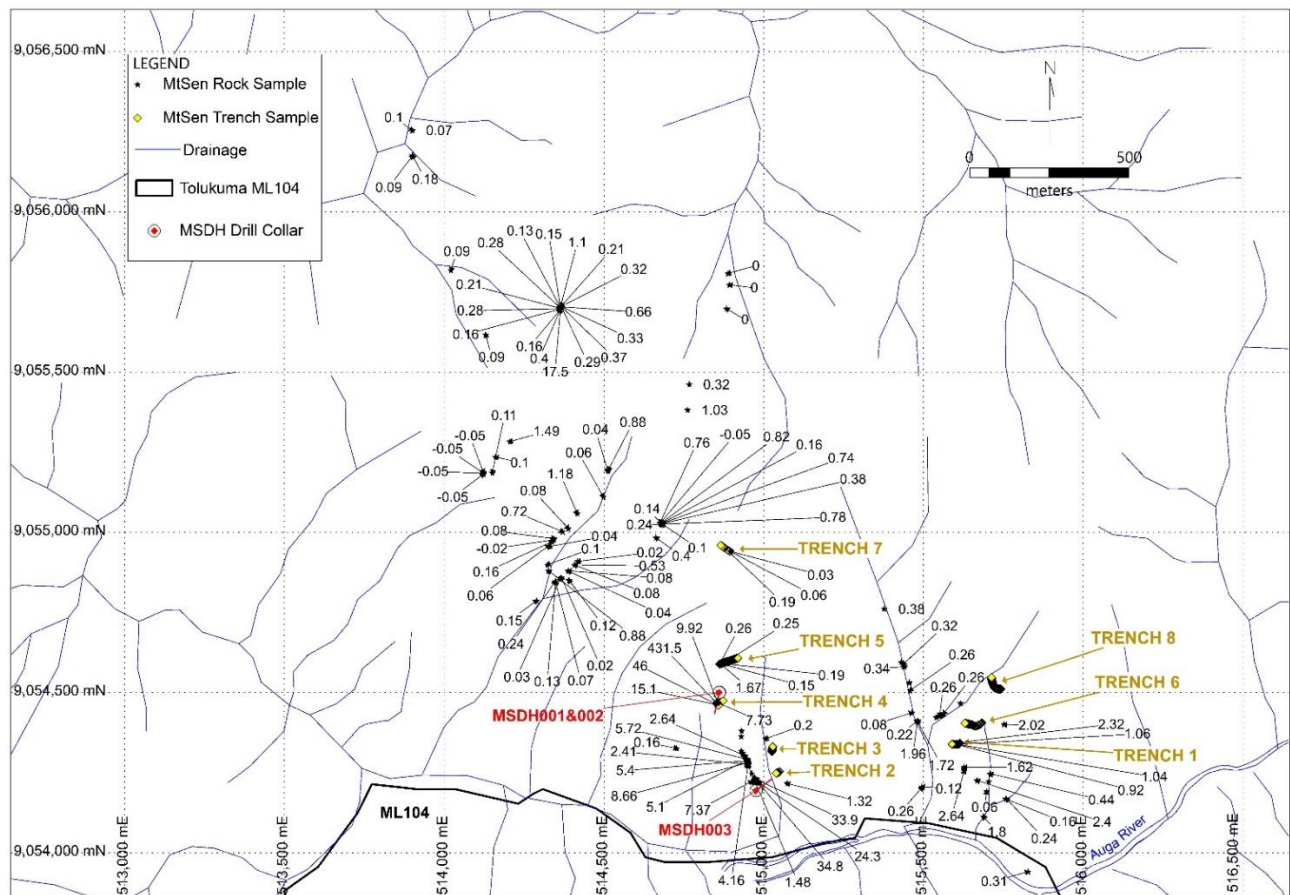 9,056,500 mN
LEGEND
MtSen Rock Sample
MtSen Trench Sample
Drainage
Tolukuma ML104
MSDH Drill Collar
N
0 500
meters
0.1 0.07
0.09 0.18
9,056,000 mN
0.13 0.15 1.1
0.28 0.21
0.09 0.32
0.21
0.28 0.66
0.16 0.33
0.16 0.37
0.4 0.29
0.09 17.5
0
0
0
9,055,500 mN
0.32
1.03
0.11
-0.05 1.49
-0.05
-0.05 0.1
-0.05
0.04 0.88
0.06
1.18
0.08
0.72
0.76 -0.05 0.82
0.16
0.74
0.38
0.14
0.24 -0.78
9,055,000 mN
0.1
0.4
0.08 0.04
-0.02 0.1
0.16 -0.02
-0.53
0.06 -0.08
0.08
0.04
0.15 0.12
0.24 0.88
0.03 0.02
0.13 0.07
TRENCH 7
0.03
0.06
0.19
0.38
0.32
0.34
0.26
9.92 0.26 0.25
431.5 TRENCH 5
46 0.19
15.1 1.67 0.15
TRENCH 8
0.26 0.26
9,054,500 mN
TRENCH 4
MSDH001&002
TRENCH 6
0.08 2.02
0.22 2.32
1.96 1.06
TRENCH 1
5.72 2.64 7.73 0.2
0.16
2.41
TRENCH 3
5.4
TRENCH 2
8.66
5.1
7.37 1.32
MSDH003
33.9
24.3
34.8
4.16 1.48
1.72 1.62 1.04
0.12 0.92
0.26 2.64 0.44
0.05 0.16 2.4
1.8 0.24
0.31
ML104
Auga River
9,054,000 mN
513,000 mE
513,500 mE
514,000 mE
514,500 mE
515,000 mE
515,500 mE
516,000 mE
516,500 mE